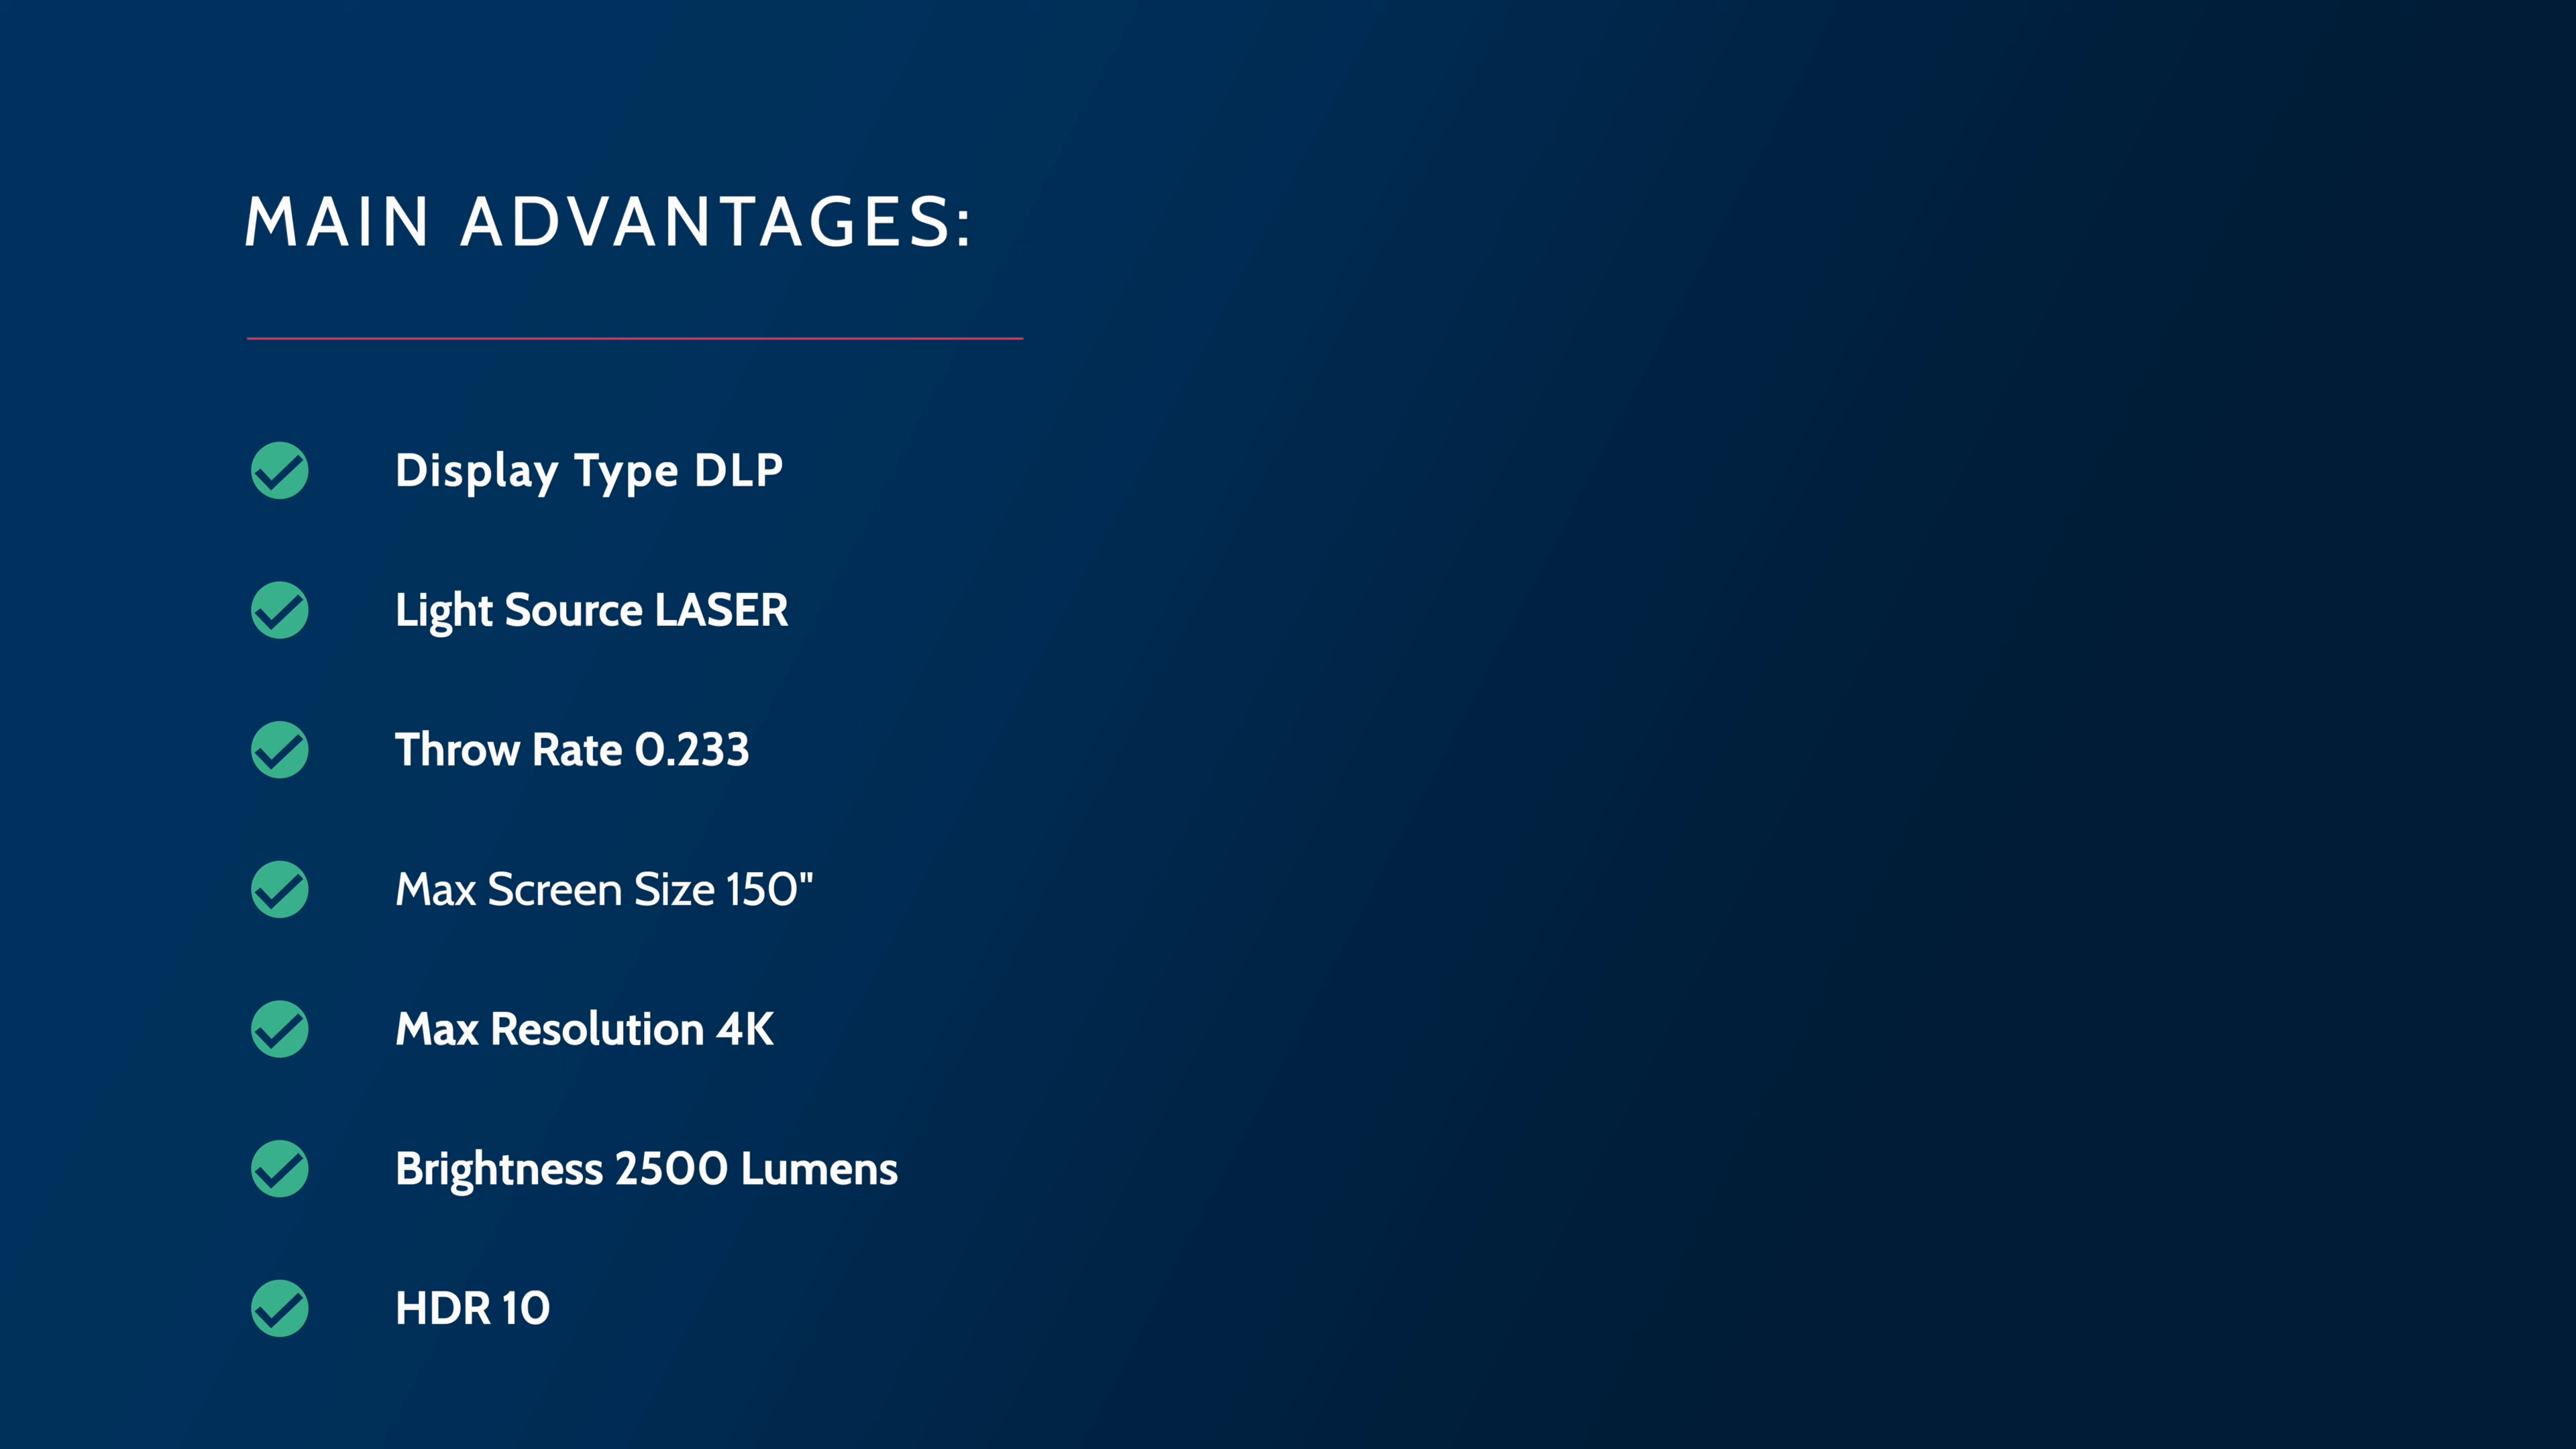 MAIN ADVANTAGES:
Display Type DLP
Light Source LASER
Throw Rate 0.233
Max Screen Size 150"
Max Resolution 4K
Brightness 2500 Lumens
HDR 10